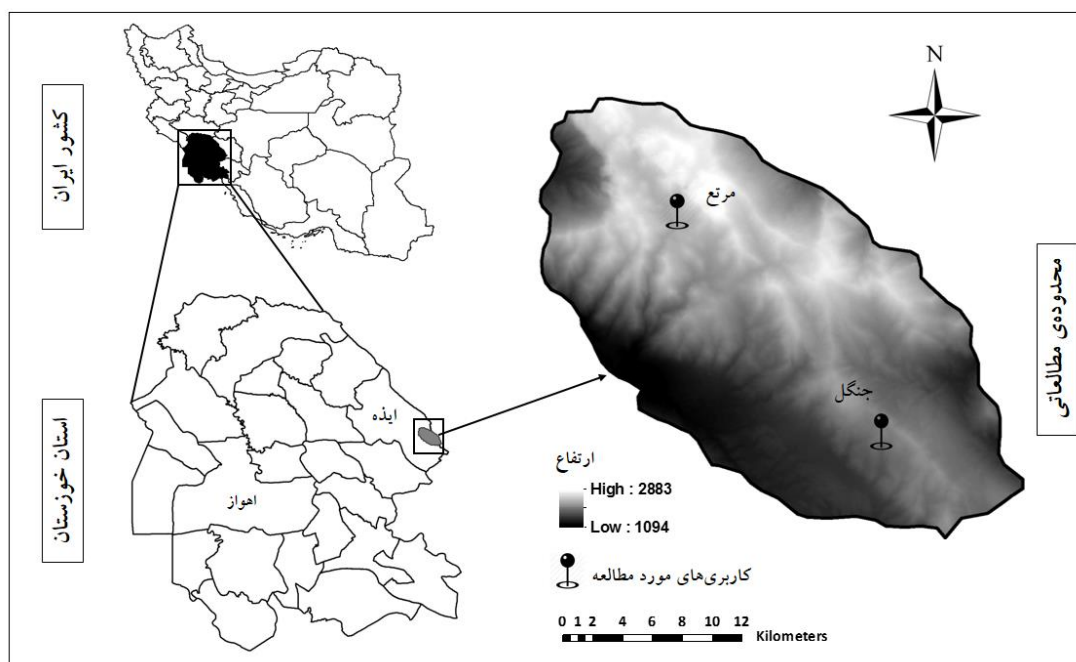 کشور ایران
استان خوزستان
ایذه
اهواز
N
مرتع
جنگل
محدوده‌ی مطالعاتی
ارتفاع
High : 2883
Low : 1094
کاربری‌های مورد مطالعه
0 1 2 4 6 8 10 12
Kilometers